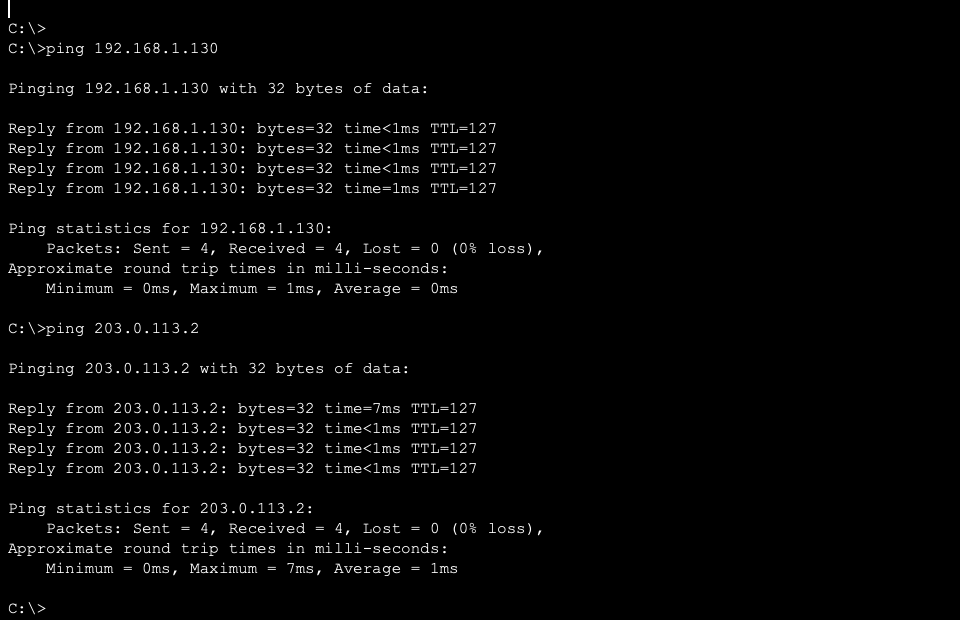 C:\>
C:\>ping 192.168.1.130
Pinging 192.168.1.130 with 32 bytes of data:
Reply from 192.168.1.130: bytes=32 time<1ms TTL=127
Reply from 192.168.1.130: bytes=32 time<1ms TTL=127
Reply from 192.168.1.130: bytes=32 time<1ms TTL=127
Reply from 192.168.1.130: bytes=32 time=1ms TTL=127
Ping statistics for 192.168.1.130:
    Packets: Sent = 4, Received = 4, Lost = 0 (0% loss),
Approximate round trip times in milli-seconds:
    Minimum = 0ms, Maximum = 1ms, Average = 0ms
C:\>ping 203.0.113.2
Pinging 203.0.113.2 with 32 bytes of data:
Reply from 203.0.113.2: bytes=32 time=7ms TTL=127
Reply from 203.0.113.2: bytes=32 time<1ms TTL=127
Reply from 203.0.113.2: bytes=32 time<1ms TTL=127
Reply from 203.0.113.2: bytes=32 time<1ms TTL=127
Ping statistics for 203.0.113.2:
    Packets: Sent = 4, Received = 4, Lost = 0 (0% loss),
Approximate round trip times in milli-seconds:
    Minimum = 0ms, Maximum = 7ms, Average = 1ms
C:\>